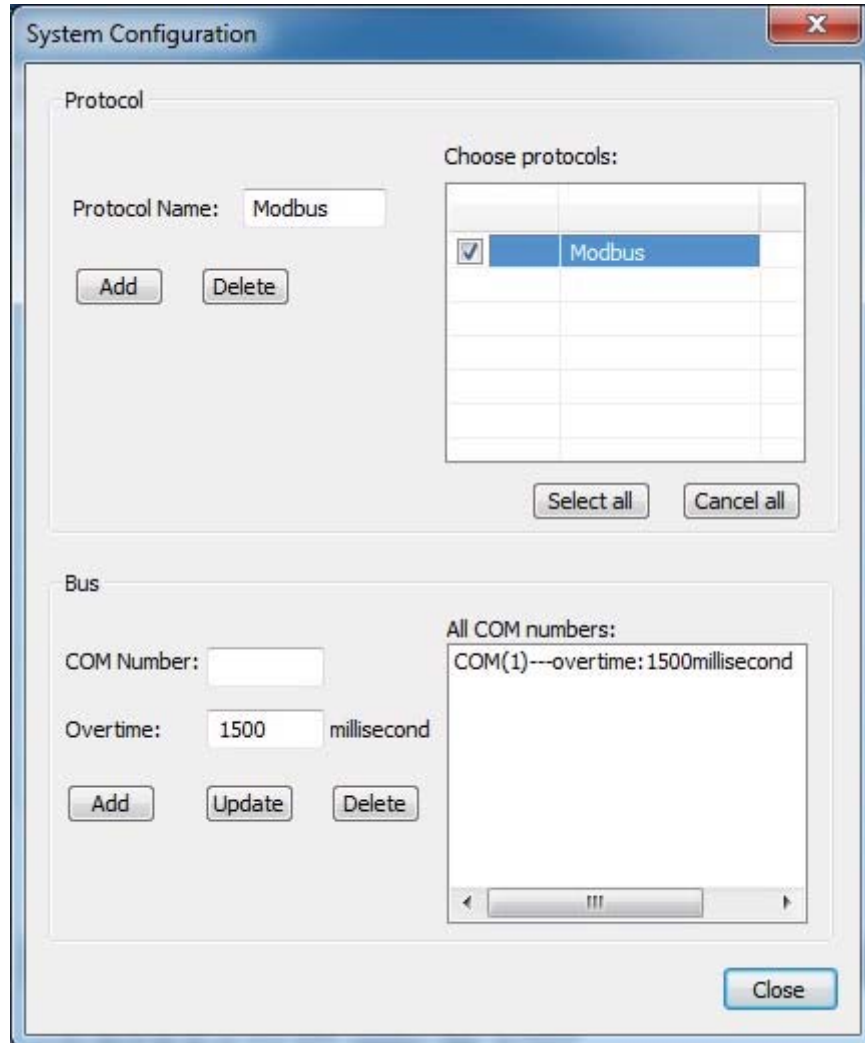 System Configuration
Protocol
Choose protocols:
Protocol Name: Modbus
Modbus
Add Delete
Select all Cancel all
Bus
All COM numbers:
COM Number:
COM(1)---overtime:1500millisecond
Overtime: 1500 millisecond
Add Update Delete
Close